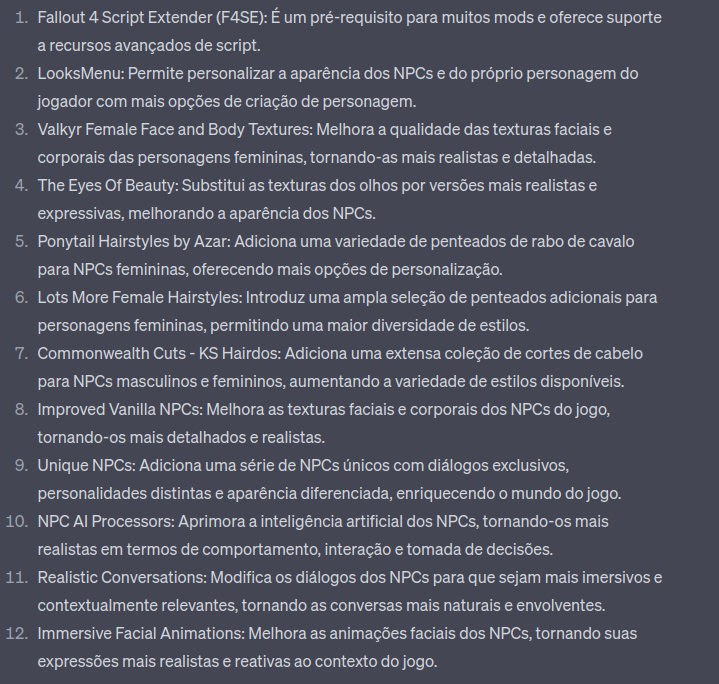 1. Fallout 4 Script Extender (F4SE): É um pré-requisito para muitos mods e oferece suporte
a recursos avançados de script.
2. LooksMenu: Permite personalizar a aparência dos NPCs e do próprio personagem do
jogador com mais opções de criação de personagem.
3. Valkyr Female Face and Body Textures: Melhora a qualidade das texturas faciais e
corporais das personagens femininas, tornando-as mais realistas e detalhadas.
4. The Eyes Of Beauty: Substitui as texturas dos olhos por versões mais realistas e
expressivas, melhorando a aparência dos NPCs.
5. Ponytail Hairstyles by Azar: Adiciona uma variedade de penteados de rabo de cavalo
para NPCs femininas, oferecendo mais opções de personalização.
6. Lots More Female Hairstyles: Introduz uma ampla seleção de penteados adicionais para
personagens femininas, permitindo uma maior diversidade de estilos.
7. Commonwealth Cuts - KS Hairdos: Adiciona uma extensa coleção de cortes de cabelo
para NPCs masculinos e femininos, aumentando a variedade de estilos disponíveis.
8. Improved Vanilla NPCs: Melhora as texturas faciais e corporais dos NPCs do jogo,
tornando-os mais detalhados e realistas.
9. Unique NPCs: Adiciona uma série de NPCs únicos com diálogos exclusivos,
personalidades distintas e aparência diferenciada, enriquecendo o mundo do jogo.
10. NPC AI Processors: Aprimora a inteligência artificial dos NPCs, tornando-os mais
realistas em termos de comportamento, interação e tomada de decisões.
11. Realistic Conversations: Modifica os diálogos dos NPCs para que sejam mais imersivos e
contextualmente relevantes, tornando as conversas mais naturais e envolventes.
12. Immersive Facial Animations: Melhora as animações faciais dos NPCs, tornando suas
expressões mais realistas e reativas ao contexto do jogo.